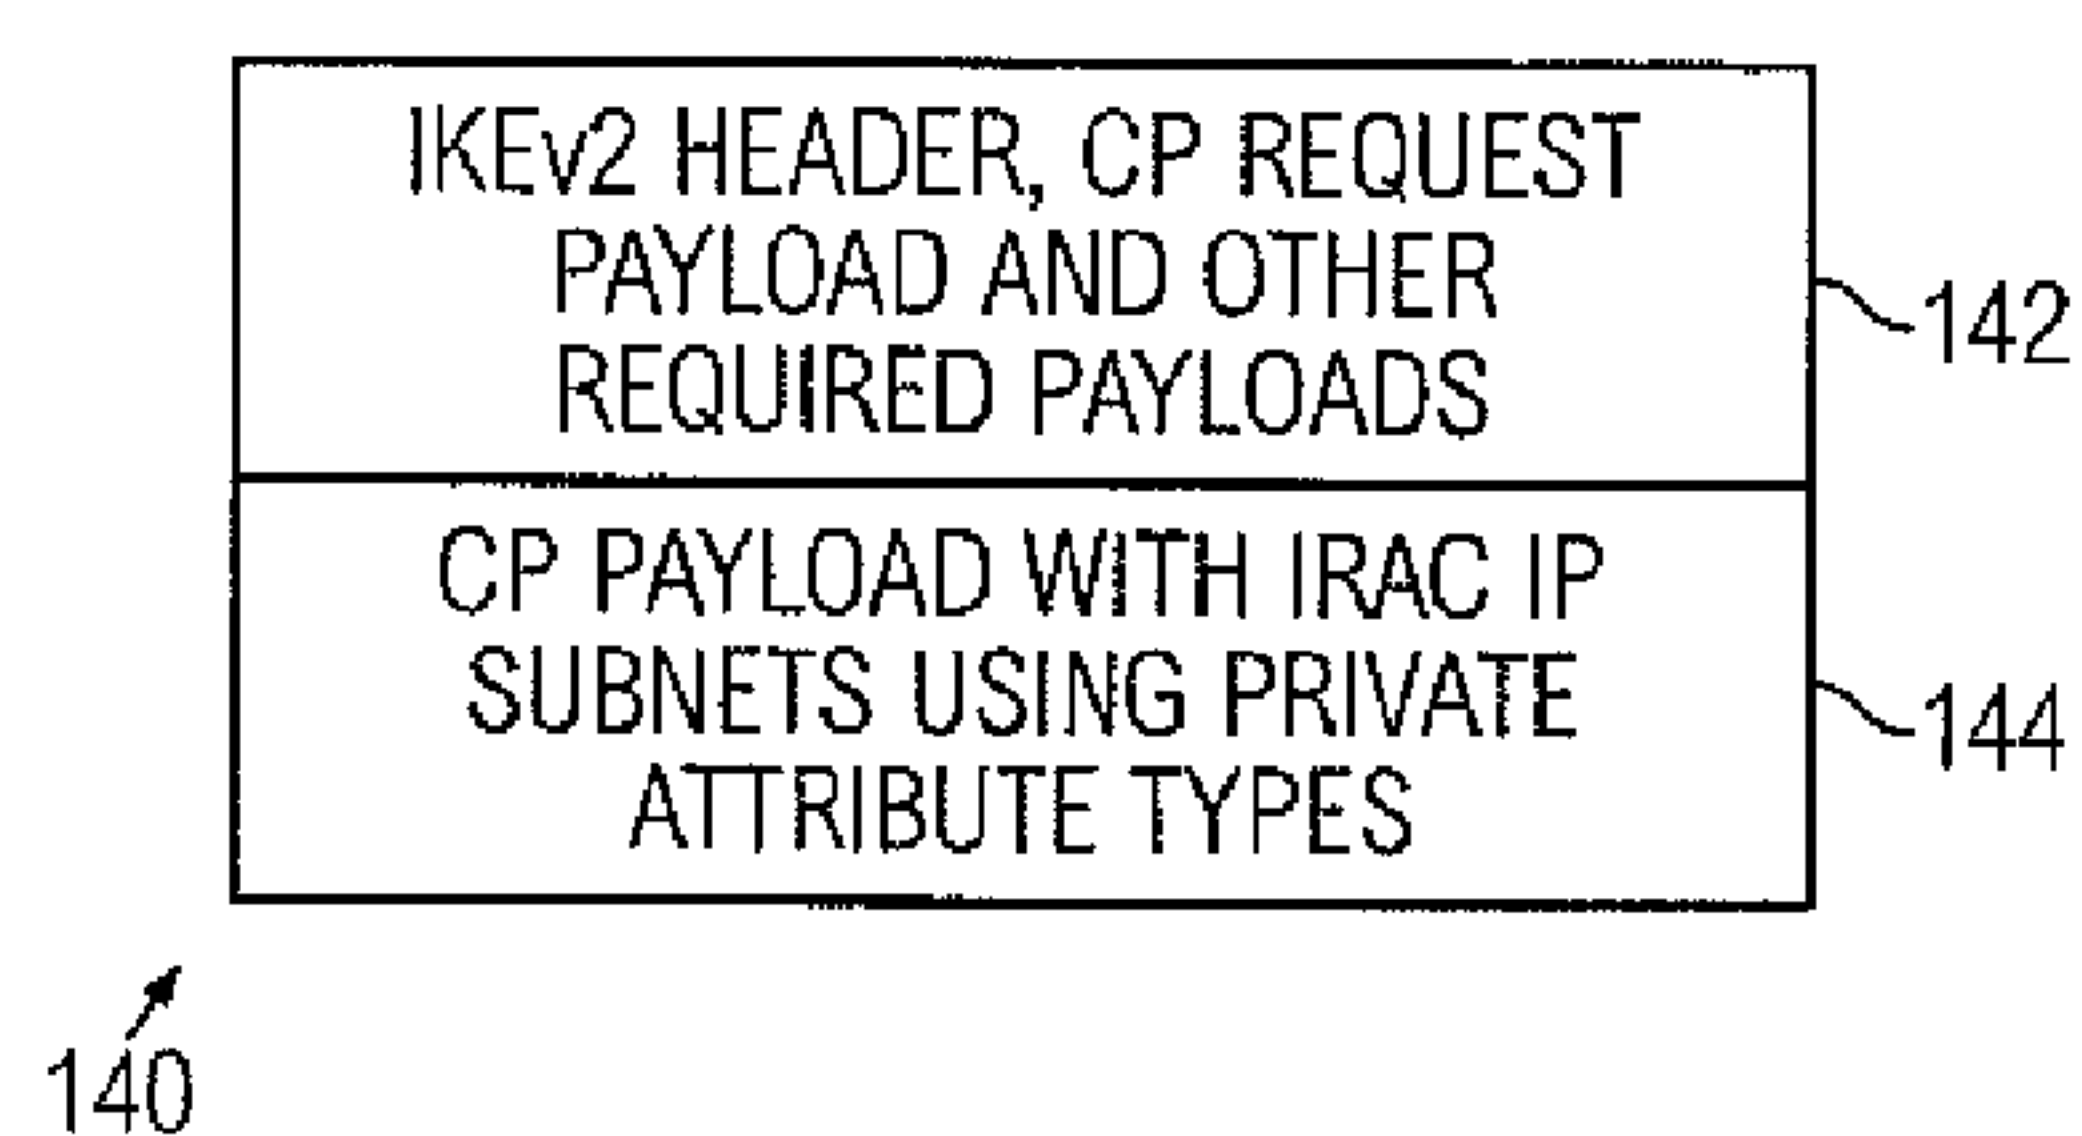 IKEv2 HEADER, CP REQUEST
PAYLOAD AND OTHER
REQUIRED PAYLOADS
142
CP PAYLOAD WITH IRAC IP
SUBNETS USING PRIVATE
ATTRIBUTE TYPES
144
140